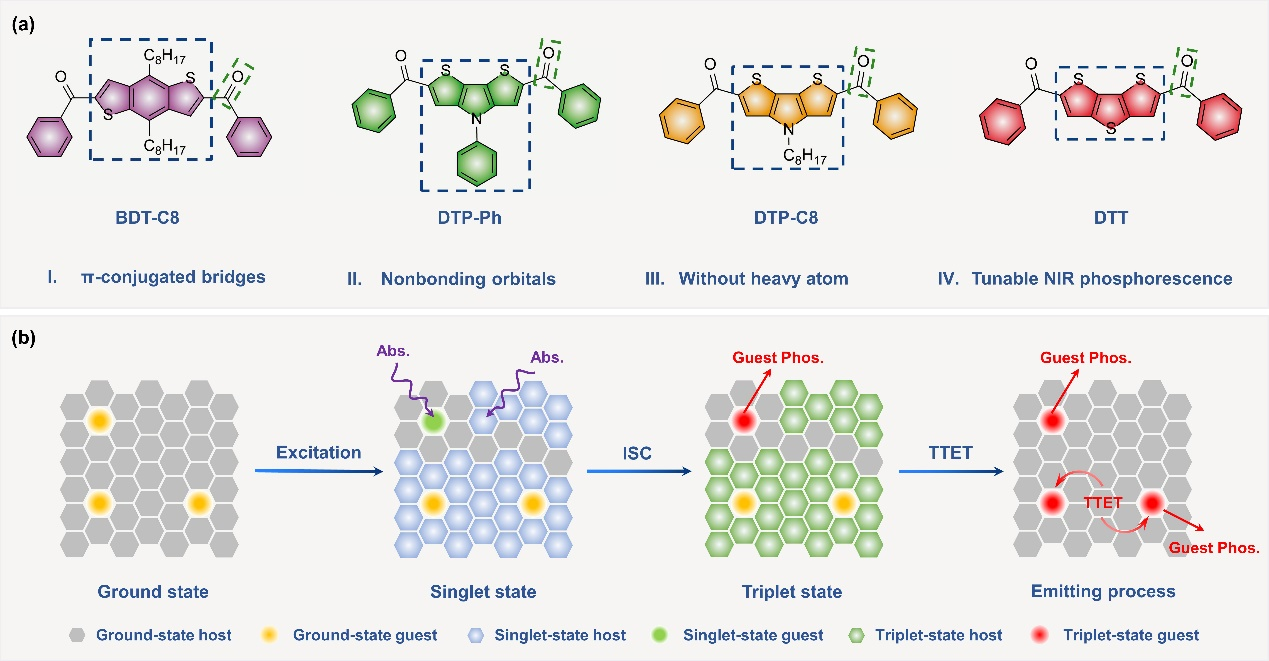 (a)
C8H17
O
S
O
S
C8H17
O
S
S
O
N
O
S
S
O
N
C8H17
O
S
S
O
S
BDT-C8
DTP-Ph
DTP-C8
DTT
I. π-conjugated bridges
II. Nonbonding orbitals
III. Without heavy atom
IV. Tunable NIR phosphorescence
(b)
Abs.
Abs.
Guest Phos.
Guest Phos.
Excitation
ISC
TTET
TTET
Guest Phos.
Ground state
Singlet state
Triplet state
Emitting process
Ground-state host
Ground-state guest
Singlet-state host
Singlet-state guest
Triplet-state host
Triplet-state guest